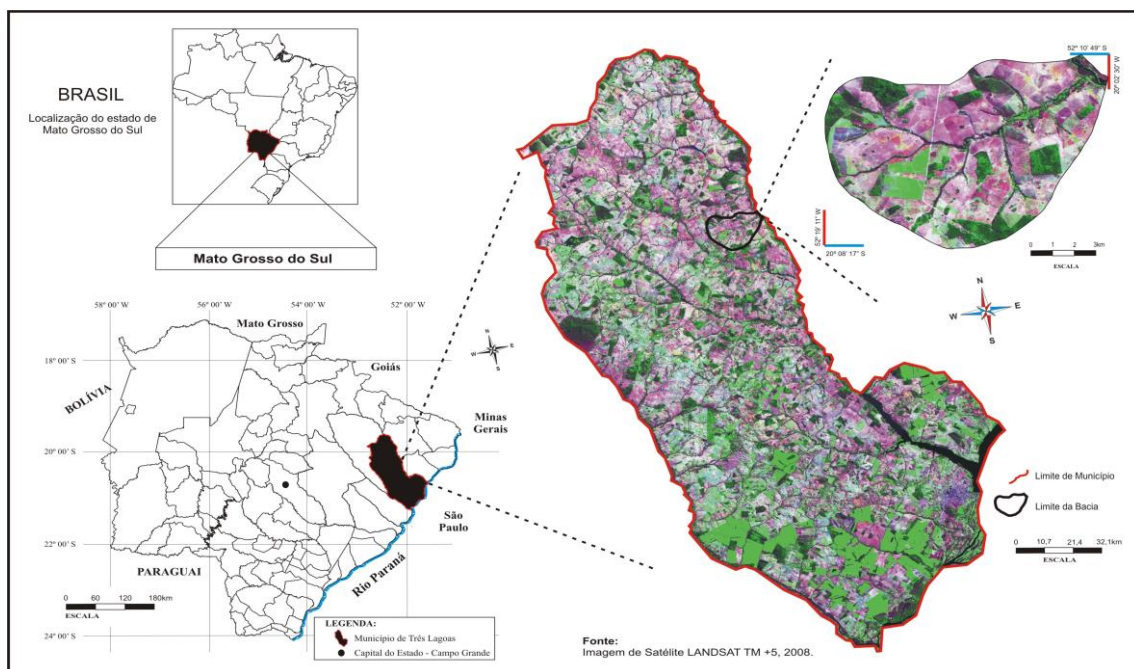 BRASIL
Localização do estado de
Mato Grosso do Sul
Mato Grosso do Sul
58° 00' W
56° 00' W
54° 00' W
52° 00' W
Mato Grosso
N
W
E
S
18° 00' S
Goiás
BOLÍVIA
Minas
Gerais
20° 00' S
São
Paulo
22° 00' S
PARAGUAI
Rio Paraná
0 60 120 180km
ESCALA
24° 00' S
LEGENDA:
Município de Três Lagoas
Capital do Estado - Campo Grande
52° 10' 49" S
20° 02' 30" W
52° 19' 11" W
20° 08' 17" S
0 1 2 3km
ESCALA
N
W
E
S
Limite de Município
Limite da Bacia
0 10,7 21,4 32,1km
ESCALA
Fonte:
Imagem de Satélite LANDSAT TM +5, 2008.